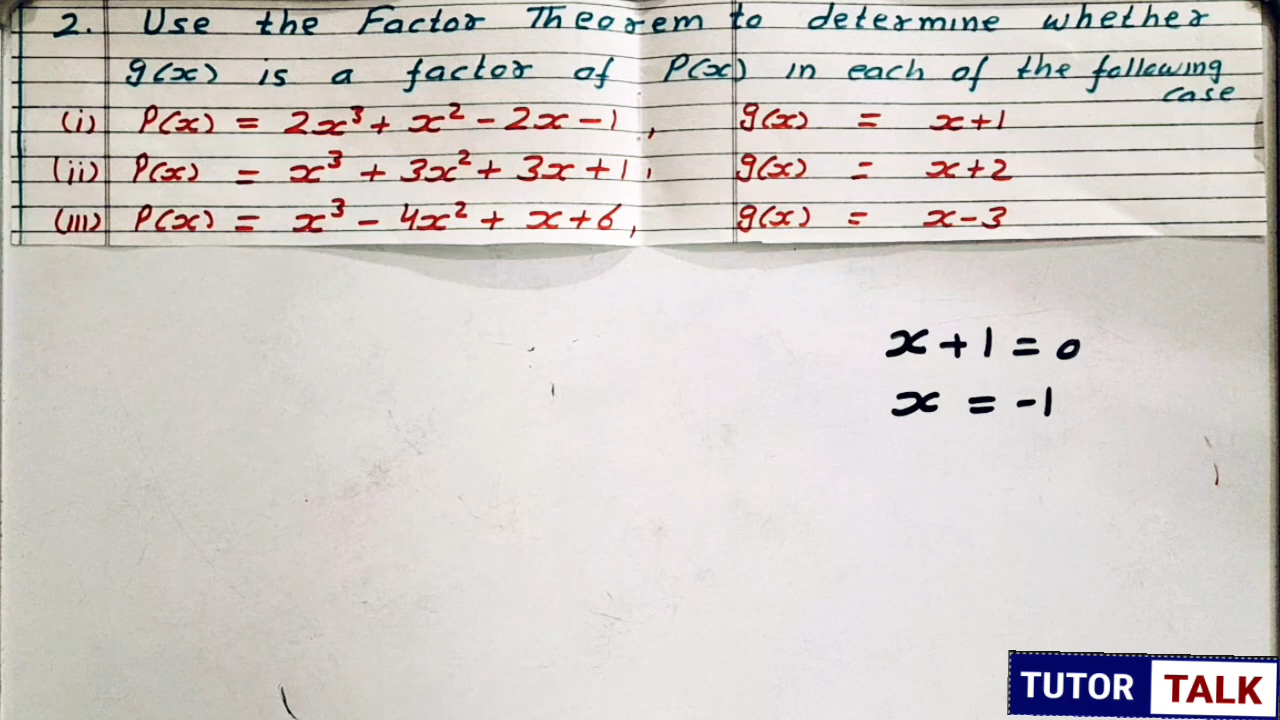 2. Use the Factor Theorem to determine whether
g(x) is a factor of P(x) in each of the following
case
(i) P(x) = 2x³ + x² - 2x - 1, g(x) = x+1
(ii) P(x) = x³ + 3x² + 3x + 1, g(x) = x+2
(iii) P(x) = x³ - 4x² + x + 6, g(x) = x-3
x + 1 = 0
x = -1
TUTOR TALK